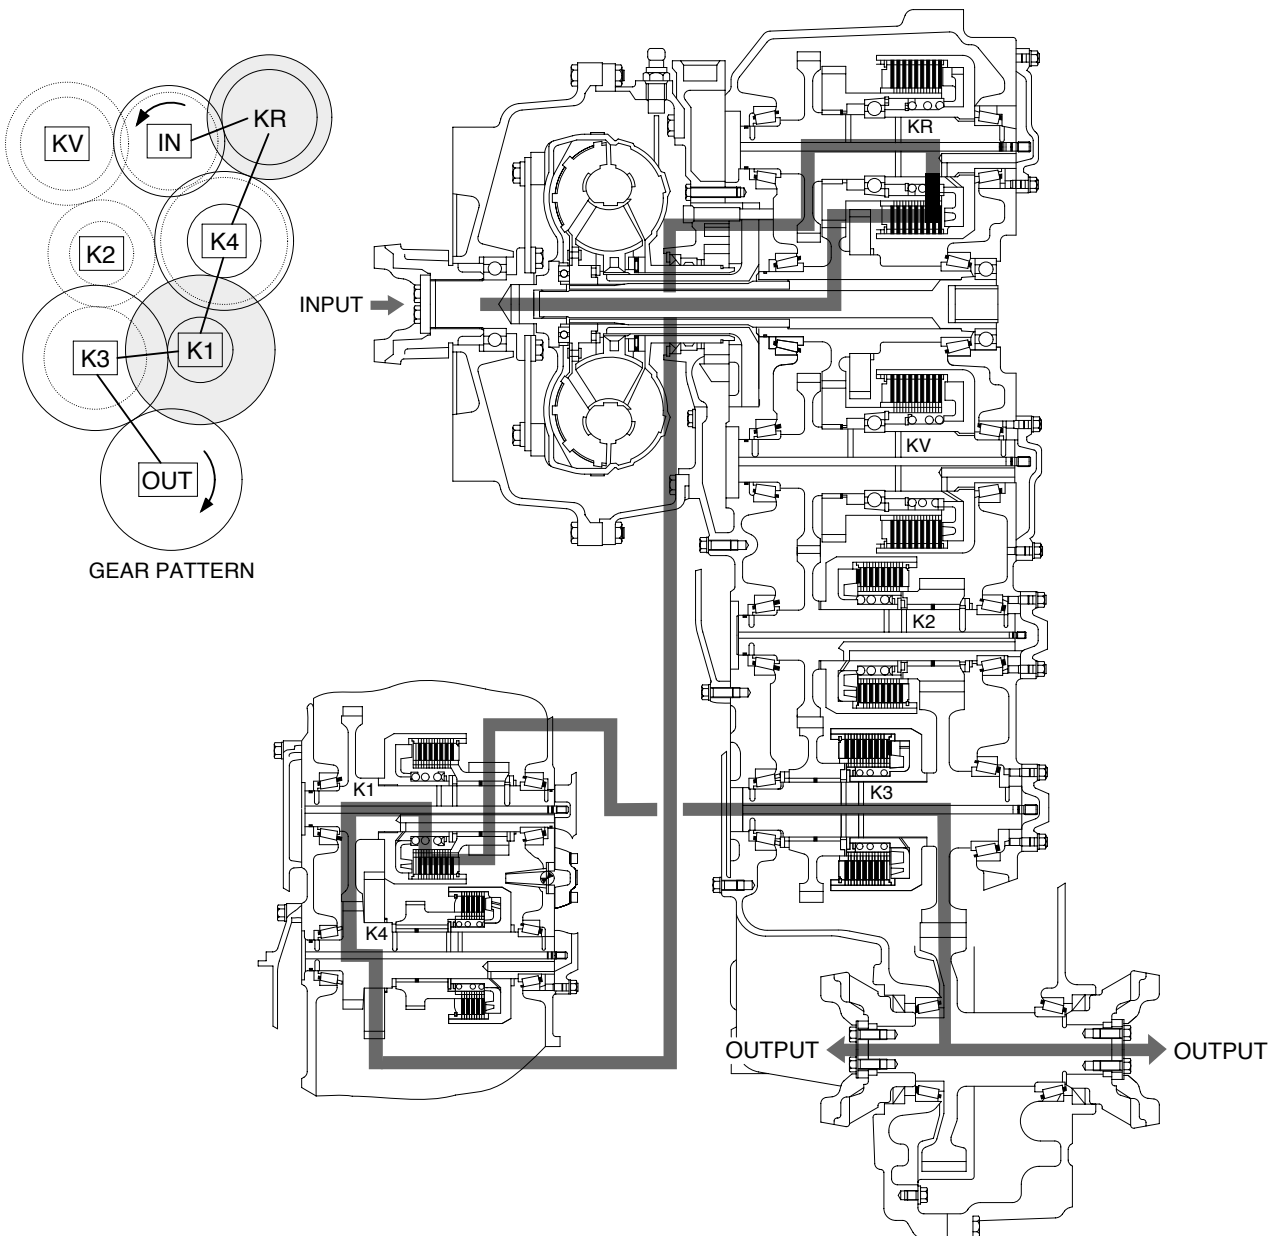 KR
KV
IN
K4
K2
K1
K3
OUT
GEAR PATTERN
INPUT
KR
KV
K2
K3
K1
K4
OUTPUT
OUTPUT